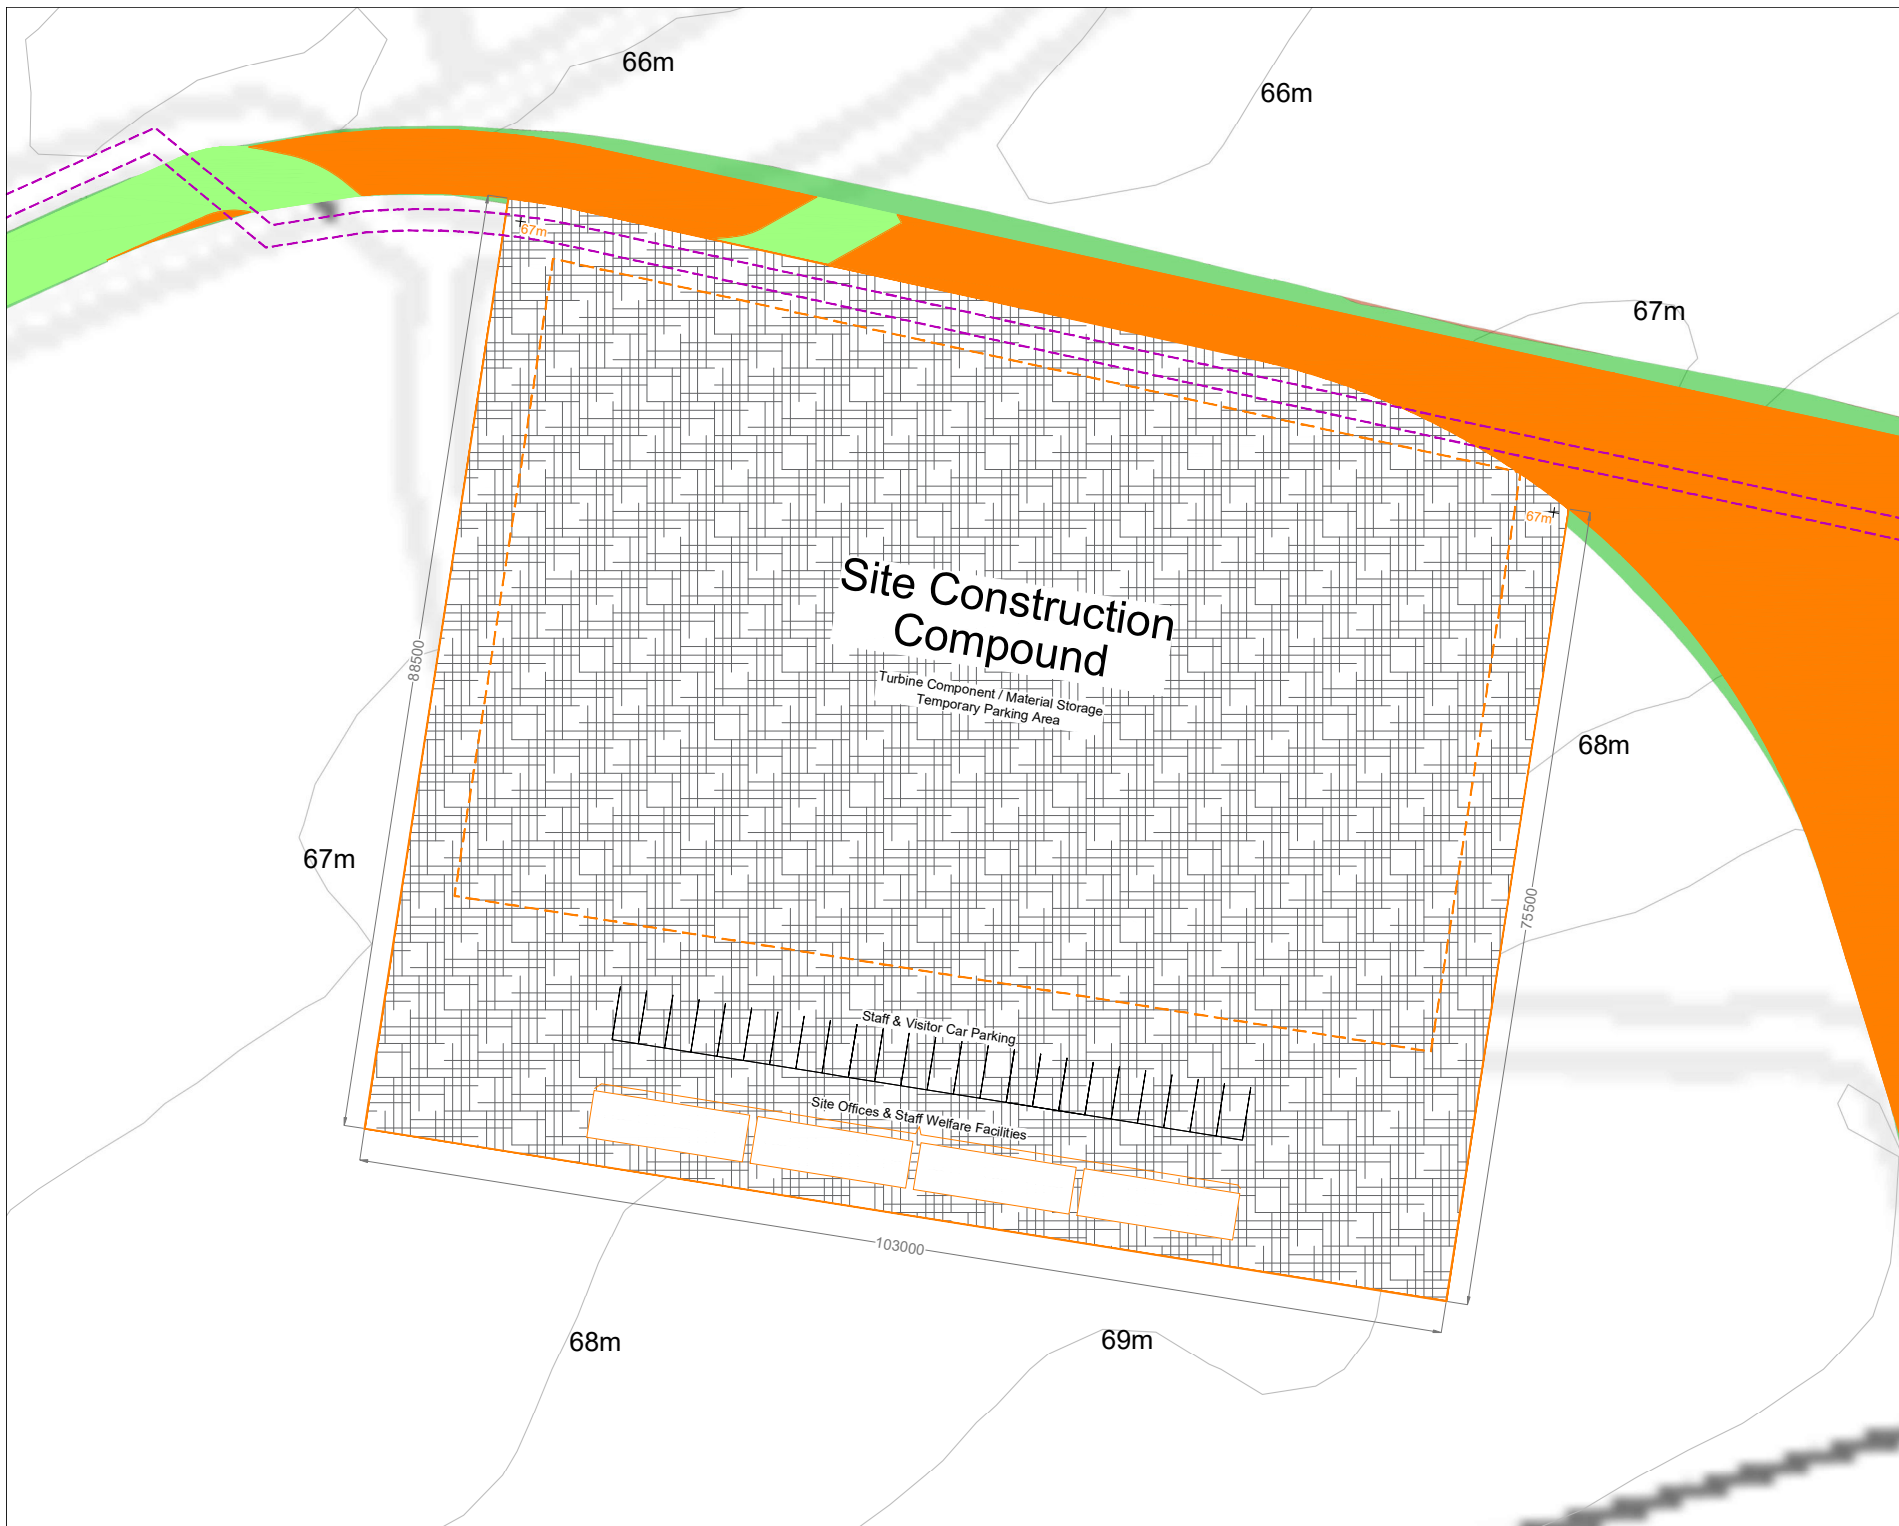 66m
66m
67m
67m
67m
Site Construction
Compound
88500
Turbine Component / Material Storage
Temporary Parking Area
68m
67m
75500
Staff & Visitor Car Parking
Site Offices & Staff Welfare Facilities
103000
68m
69m